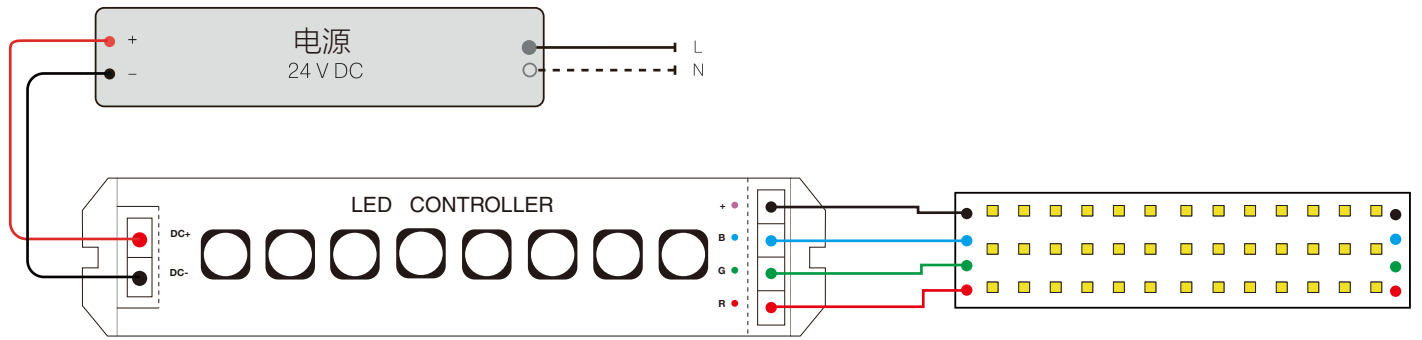 +
电源
L
−
24 V DC
N
LED CONTROLLER
+
DC+
B
DC-
G
R